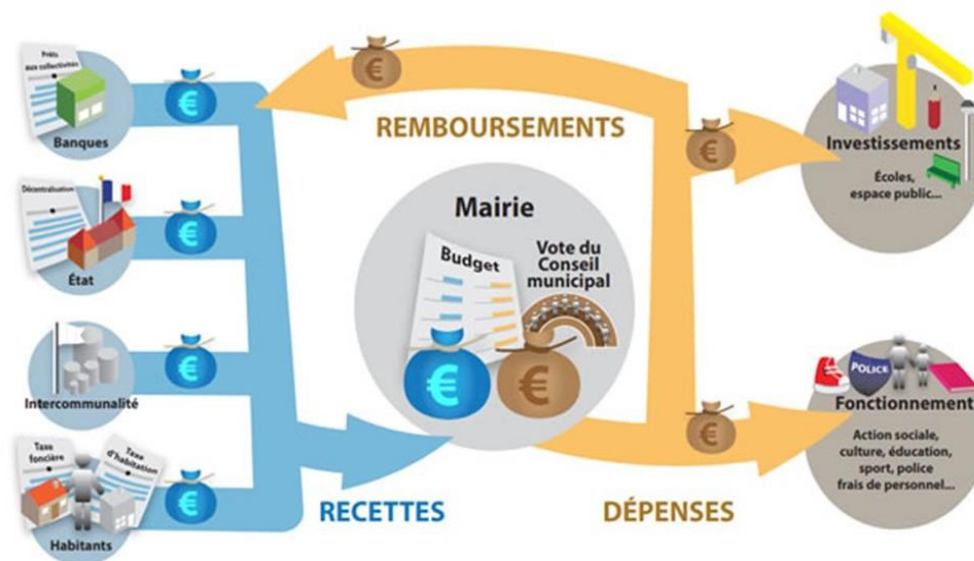 Prêts
aux collectivités
Banques
Décentralisation
État
Intercommunalité
Taxe
foncière
Taxe
d'habitation
Habitants
€
€
€
€
RECETTES
REMBOURSEMENTS
€
Mairie
Budget
Vote du
Conseil
municipal
€
€
DÉPENSES
€
€
Investissements
Écoles,
espace public...
POLICE
Fonctionnement
Action sociale,
culture, éducation,
sport, police
frais de personnel...